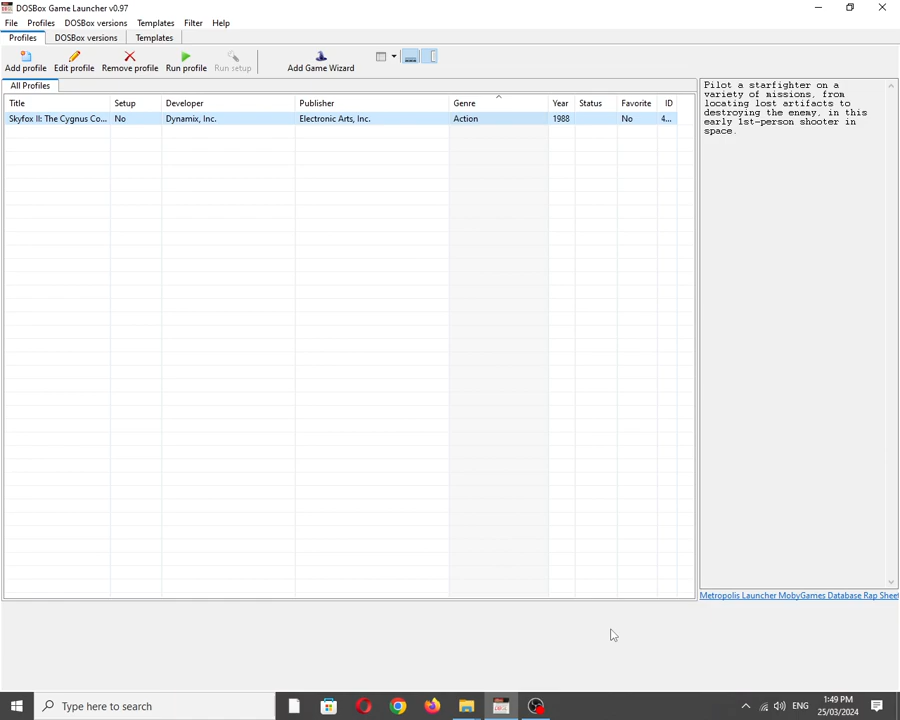 DOSBox Game Launcher v0.97
File Profiles DOSBox versions Templates Filter Help
Profiles DOSBox versions Templates
Add profile Edit profile Remove profile Run profile Run setup Add Game Wizard
All Profiles
Title Setup Developer Publisher Genre Year Status Favorite ID
Skyfox II: The Cygnus Co... No Dynamix, Inc. Electronic Arts, Inc. Action 1988 No 4...
Pilot a starfighter on a
variety of missions, from
locating lost artifacts to
destroying the enemy, in this
early 1st-person shooter in
space.
Metropolis Launcher MobyGames Database Rap Sheet
Type here to search
ENG
1:49 PM
25/03/2024